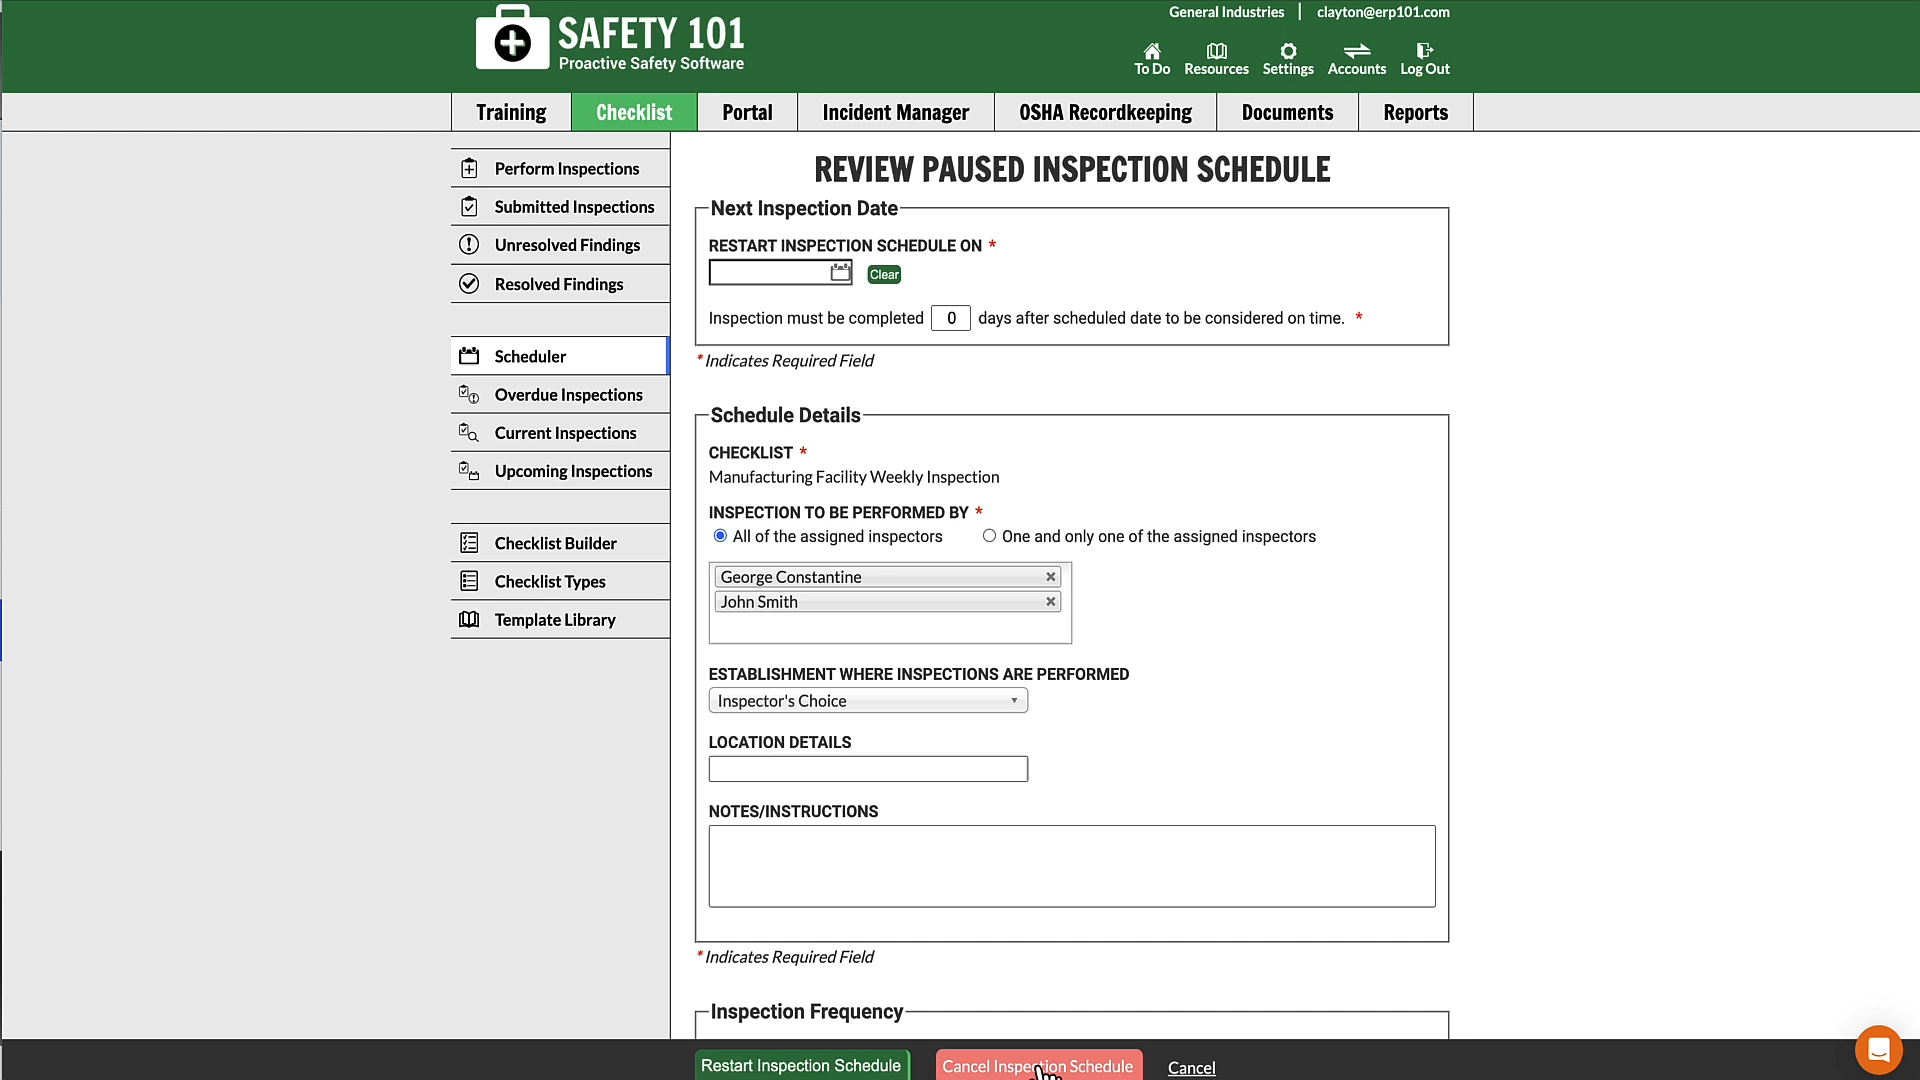 General Industries
clayton@erp101.com
SAFETY 101
Proactive Safety Software
To Do
Resources
Settings
Accounts
Log Out
Training
Checklist
Portal
Incident Manager
OSHA Recordkeeping
Documents
Reports
Perform Inspections
Submitted Inspections
Unresolved Findings
Resolved Findings
Scheduler
Overdue Inspections
Current Inspections
Upcoming Inspections
Checklist Builder
Checklist Types
Template Library
REVIEW PAUSED INSPECTION SCHEDULE
Next Inspection Date
RESTART INSPECTION SCHEDULE ON *
Clear
Inspection must be completed 0 days after scheduled date to be considered on time. *
* Indicates Required Field
Schedule Details
CHECKLIST *
Manufacturing Facility Weekly Inspection
INSPECTION TO BE PERFORMED BY *
All of the assigned inspectors
One and only one of the assigned inspectors
George Constantine
John Smith
ESTABLISHMENT WHERE INSPECTIONS ARE PERFORMED
Inspector's Choice
LOCATION DETAILS
NOTES/INSTRUCTIONS
* Indicates Required Field
Inspection Frequency
Restart Inspection Schedule
Cancel Inspection Schedule
Cancel